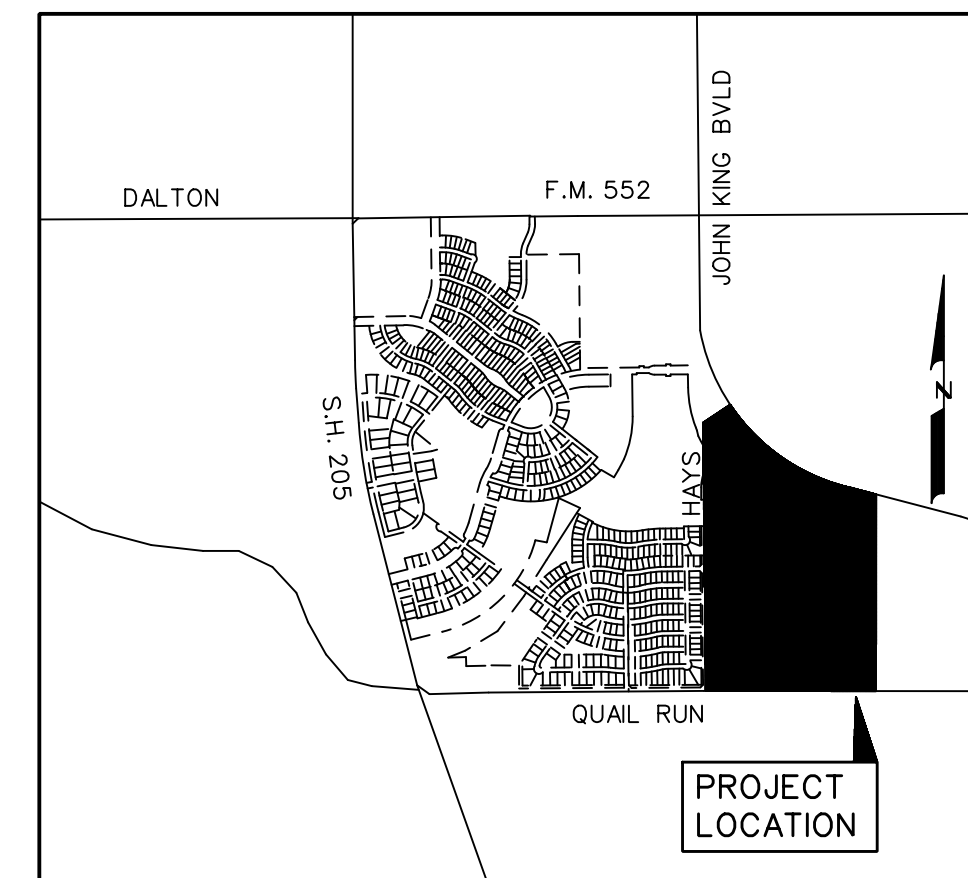 JOHN KING BVLD
DALTON
F.M. 552
S.H. 205
N
HAYS
QUAIL RUN
PROJECT
LOCATION